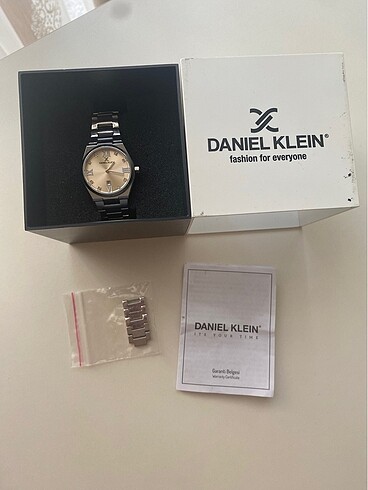 DANIEL KLEIN®
fashion for everyone
DANIEL KLEIN®
IT'S YOUR TIME
Garanti Belgesi
Warranty Certificate